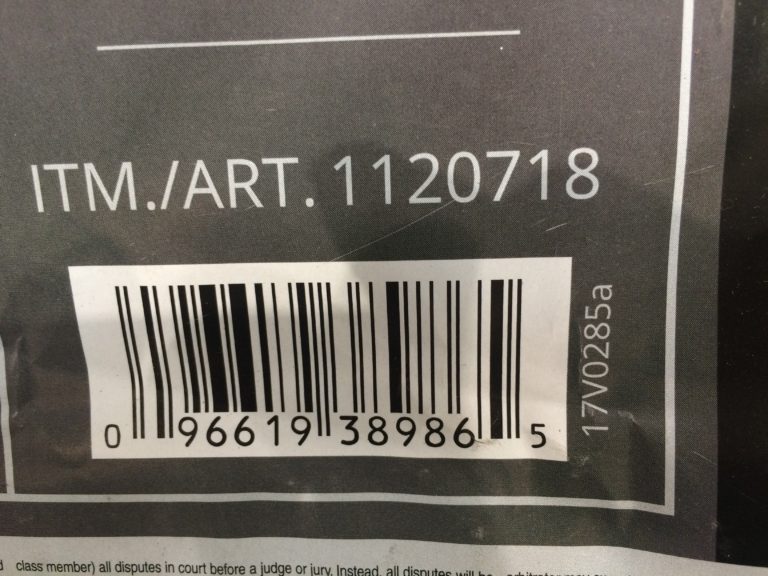 ITM./ART. 1120718
0 96619 38986 5
17V0285a
class member) all disputes in court before a judge or jury. Instead, all disputes will be